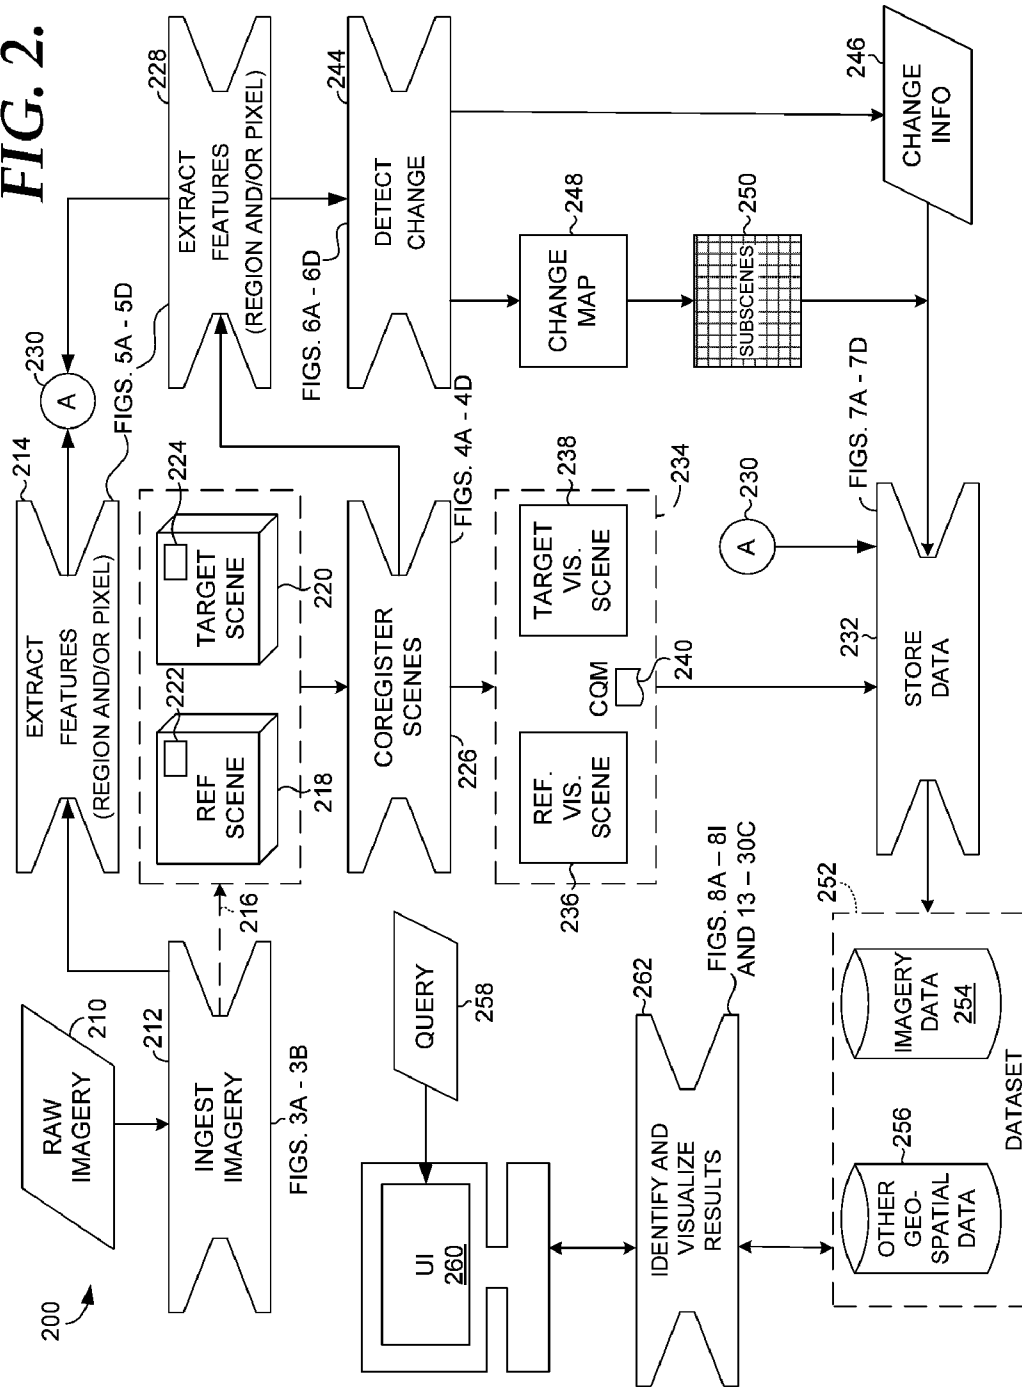 FIG. 2.
200
RAW
IMAGERY
210
INGEST
IMAGERY
212
FIGS. 3A - 3B
EXTRACT
FEATURES
(REGION AND/OR PIXEL)
214
FIGS. 5A - 5D
A
230
EXTRACT
FEATURES
(REGION AND/OR PIXEL)
228
216
REF
SCENE
222
218
TARGET
SCENE
224
220
COREGISTER
SCENES
226
FIGS. 4A - 4D
DETECT
CHANGE
244
FIGS. 6A - 6D
REF.
VIS.
SCENE
236
CQM
240
TARGET
VIS.
SCENE
238
234
CHANGE
MAP
248
SUBSCENES
250
CHANGE
INFO
246
A
230
STORE
DATA
232
FIGS. 7A - 7D
QUERY
258
UI
260
IDENTIFY AND
VISUALIZE
RESULTS
262
FIGS. 8A – 8I
AND 13 – 30C
252
OTHER
GEO-
SPATIAL
DATA
256
IMAGERY
DATA
254
DATASET